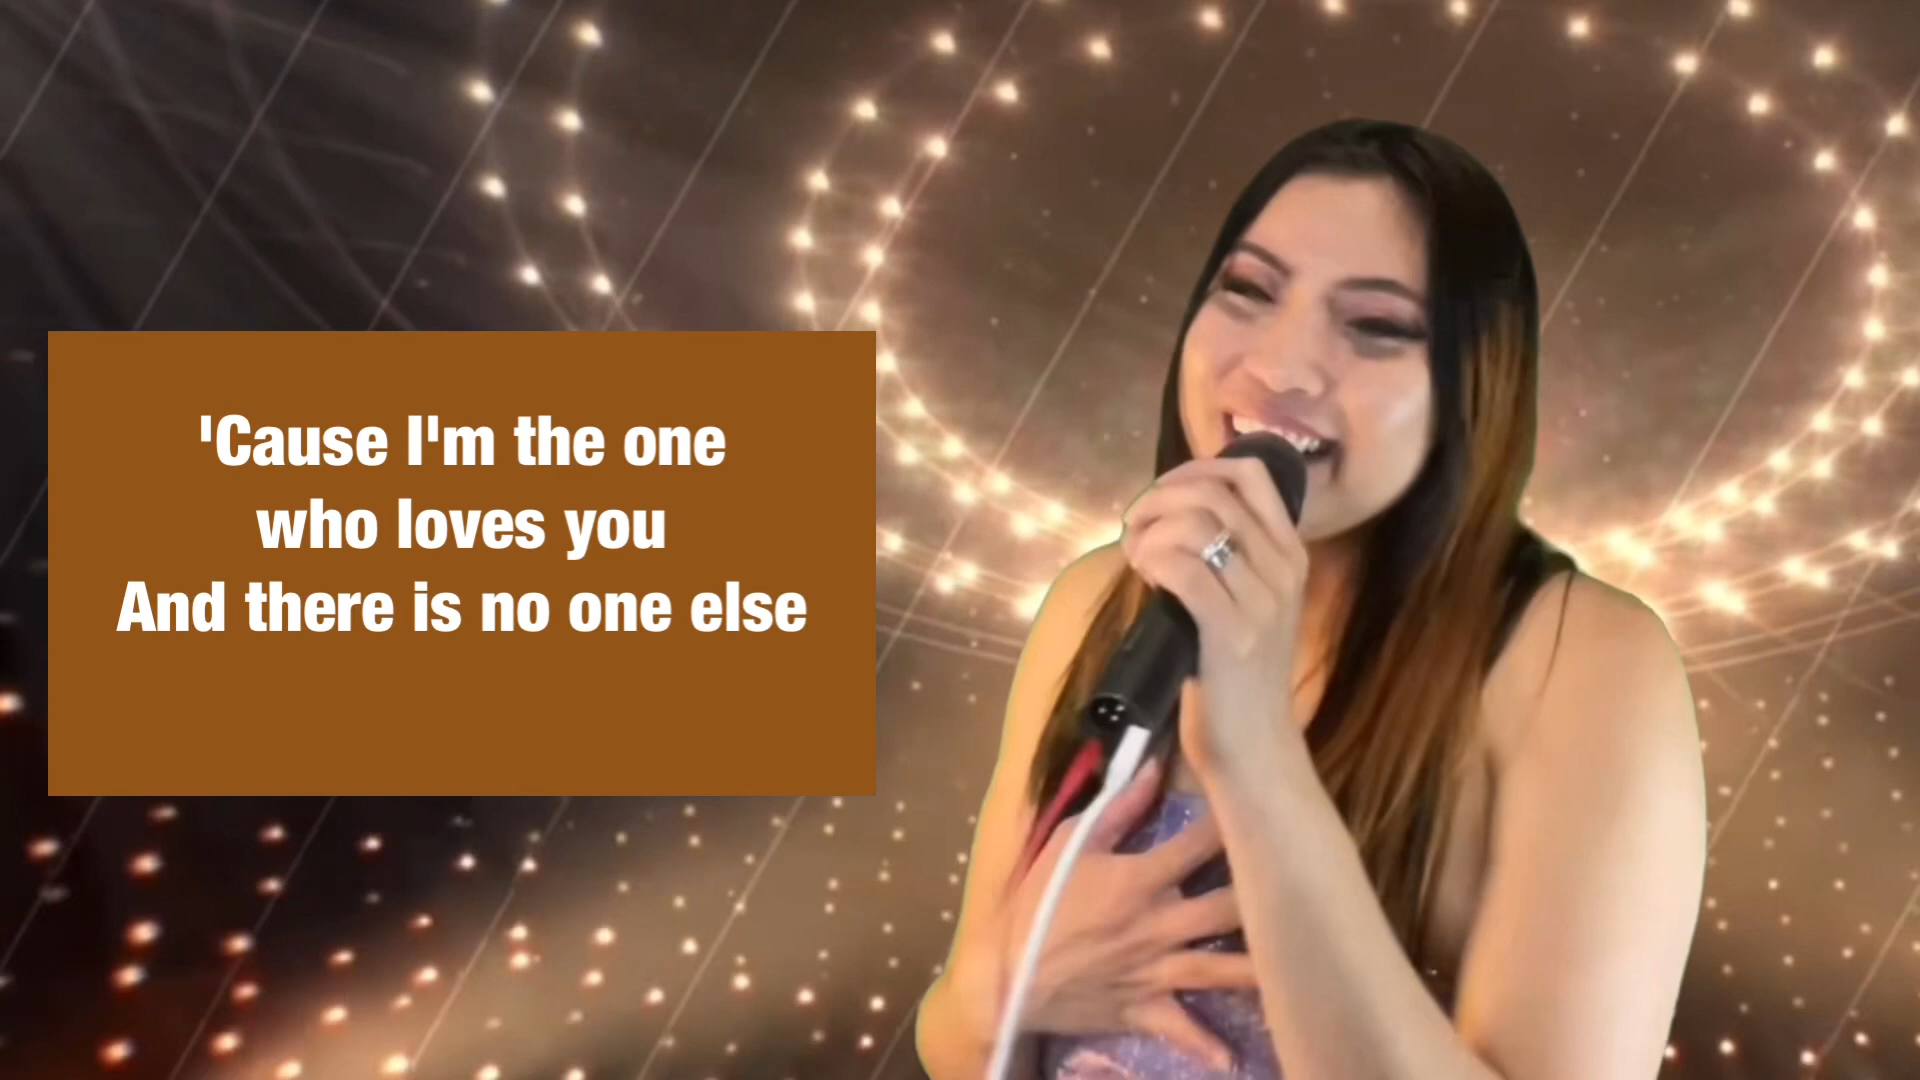 'Cause I'm the one
who loves you
And there is no one else